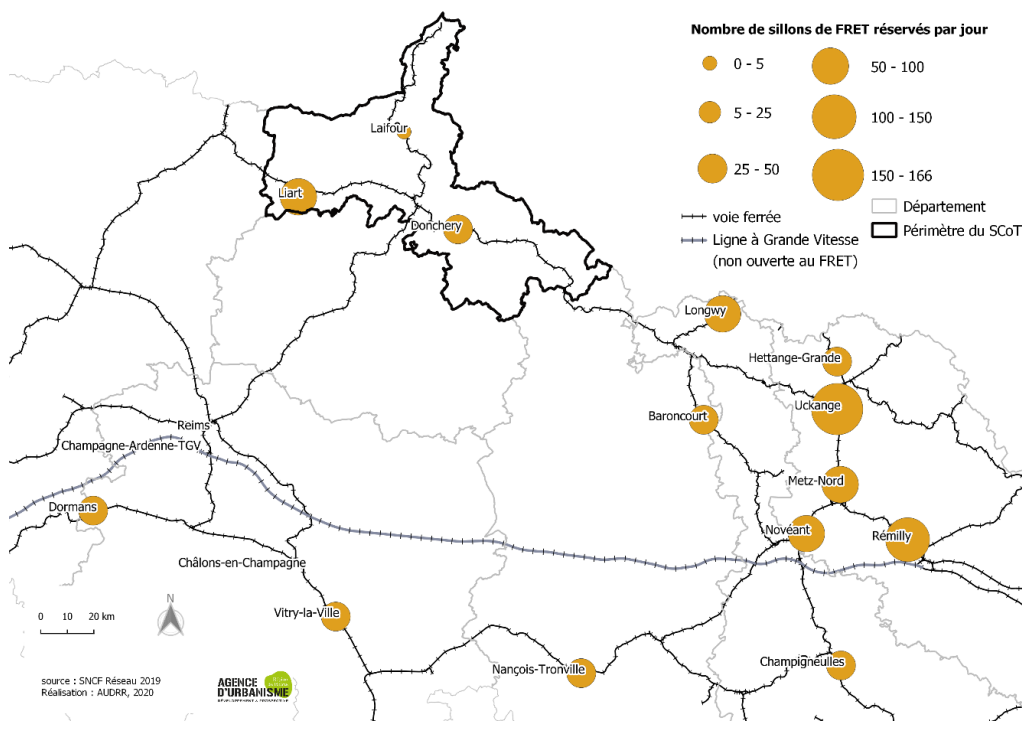 Nombre de sillons de FRET réservés par jour
0 - 5
50 - 100
5 - 25
100 - 150
25 - 50
150 - 166
voie ferrée
Ligne à Grande Vitesse
(non ouverte au FRET)
Département
Périmètre du SCoT
Laifour
Liart
Donchery
Longwy
Hettange-Grande
Uckange
Baroncourt
Reims
Champagne-Ardenne-TGV
Metz-Nord
Dormans
Novéant
Rémilly
Châlons-en-Champagne
Vitry-la-Ville
Nançois-Tronville
Champigneulles
N
0 10 20 km
source : SNCF Réseau 2019
Réalisation : AUDRR, 2020
AGENCE
D'URBANISME